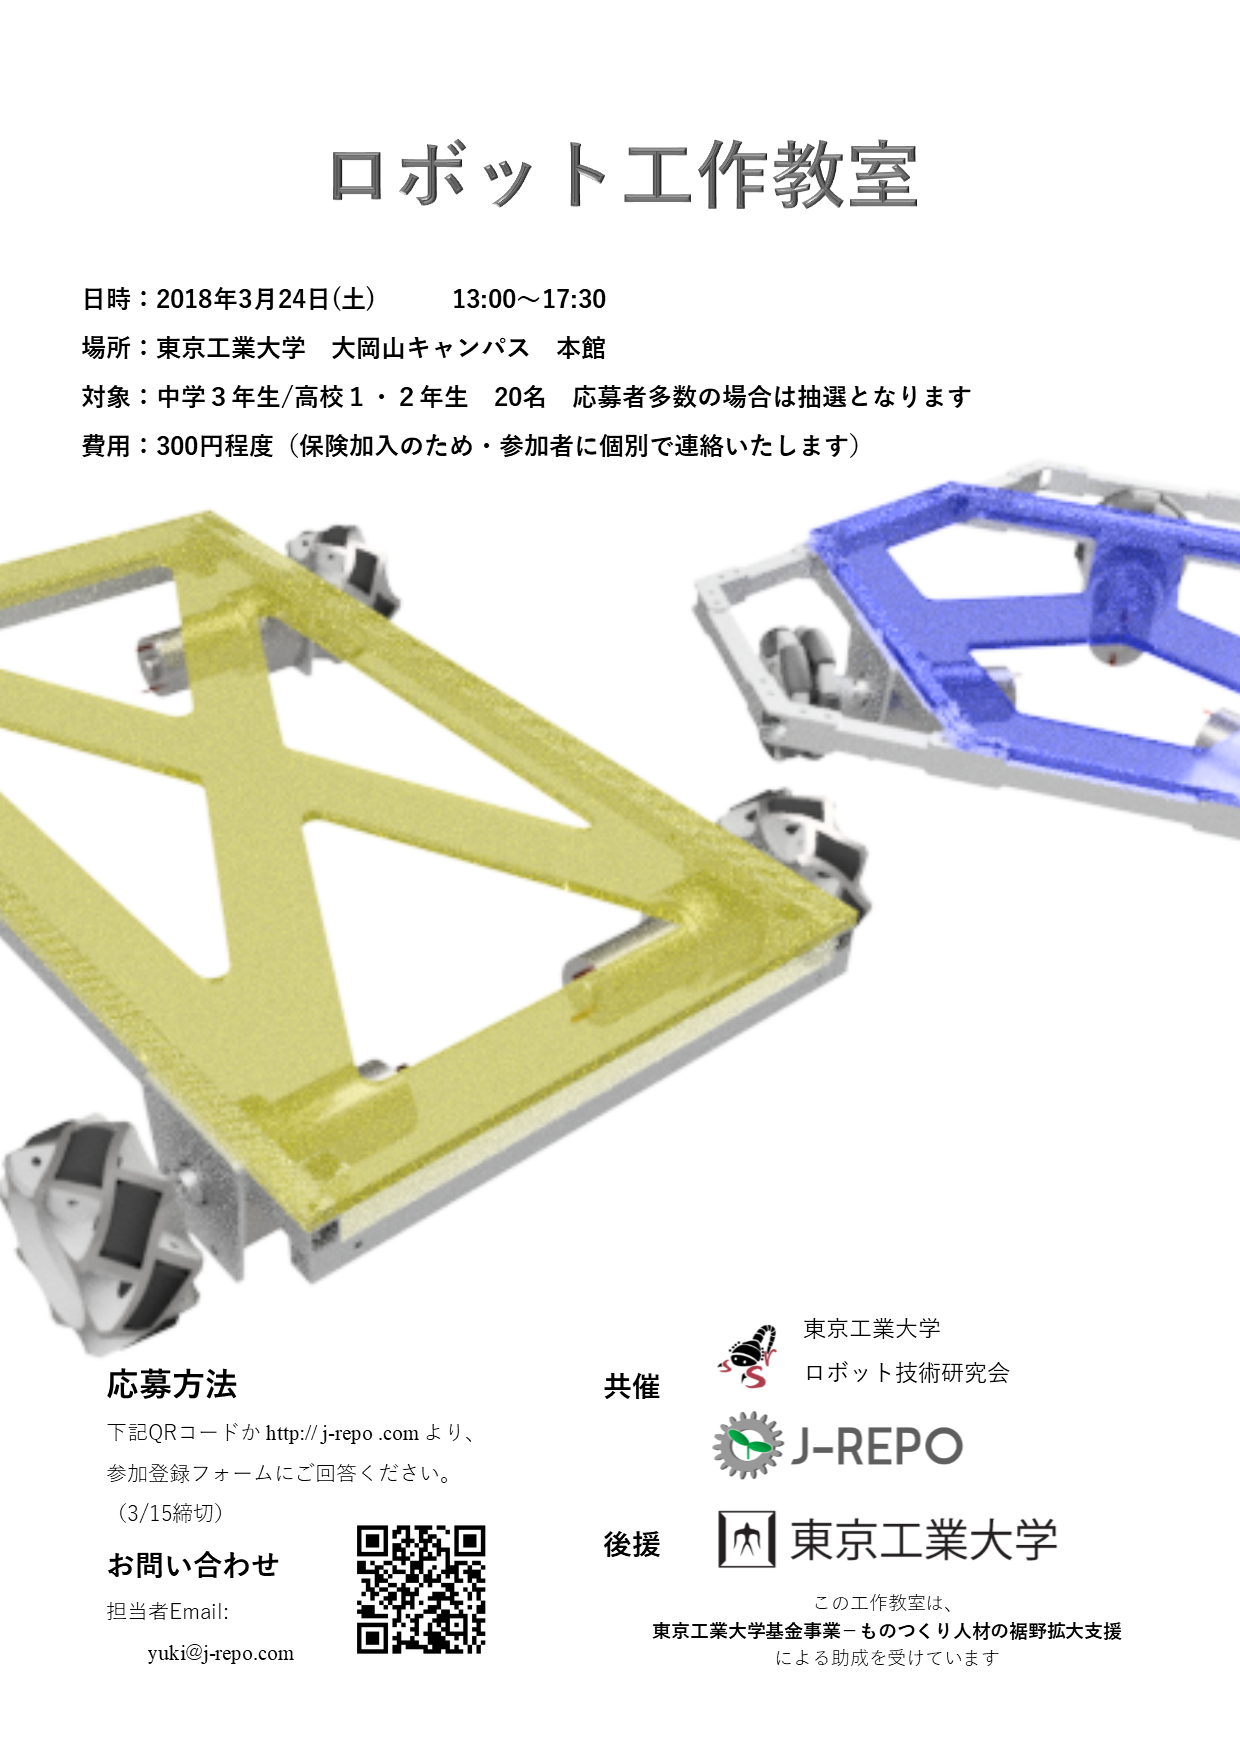 ロボット工作教室
日時：2018年3月24日(土)　　　13:00～17:30
場所：東京工業大学　大岡山キャンパス　本館
対象：中学３年生/高校１・２年生　20名　応募者多数の場合は抽選となります
費用：300円程度（保険加入のため・参加者に個別で連絡いたします）
応募方法
下記QRコードか http:// j-repo .com より、
参加登録フォームにご回答ください。
（3/15締切）
お問い合わせ
担当者Email:
yuki@j-repo.com
共催
東京工業大学
ロボット技術研究会
S S r
J-REPO
後援
東京工業大学
この工作教室は、
東京工業大学基金事業－ものつくり人材の裾野拡大支援
による助成を受けています